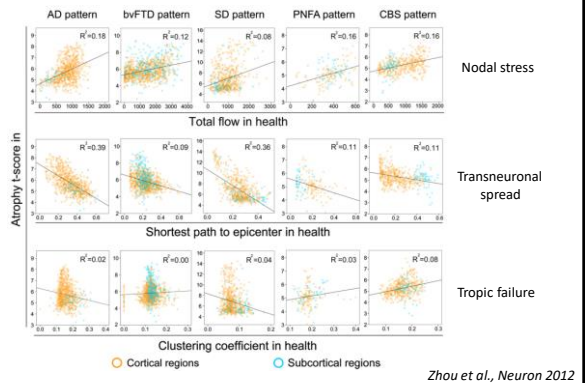 AD pattern bvFTD pattern SD pattern PNFA pattern CBS pattern
R²=0.18 R²=0.12 R²=0.08 R²=0.16 R²=0.16
Nodal stress
Total flow in health
Atrophy t-score in
R²=0.39 R²=0.09 R²=0.36 R²=0.11 R²=0.11
Transneuronal
spread
Shortest path to epicenter in health
R²=0.02 R²=0.00 R²=0.04 R²=0.03 R²=0.08
Tropic failure
Clustering coefficient in health
Cortical regions Subcortical regions
Zhou et al., Neuron 2012